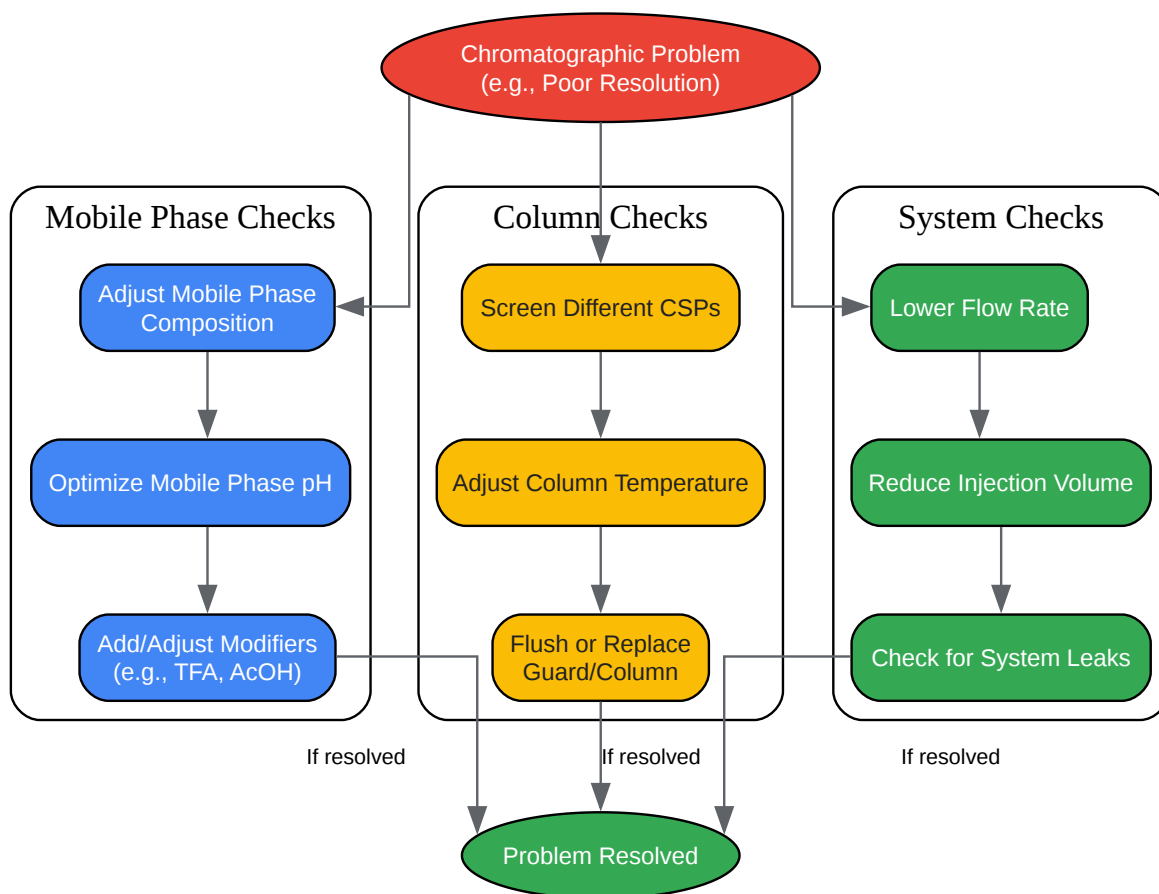 Chromatographic Problem
(e.g., Poor Resolution)
Mobile Phase Checks
Adjust Mobile Phase
Composition
Optimize Mobile Phase pH
Add/Adjust Modifiers
(e.g., TFA, AcOH)
Column Checks
Screen Different CSPs
Adjust Column Temperature
Flush or Replace
Guard/Column
System Checks
Lower Flow Rate
Reduce Injection Volume
Check for System Leaks
If resolved
If resolved
If resolved
Problem Resolved